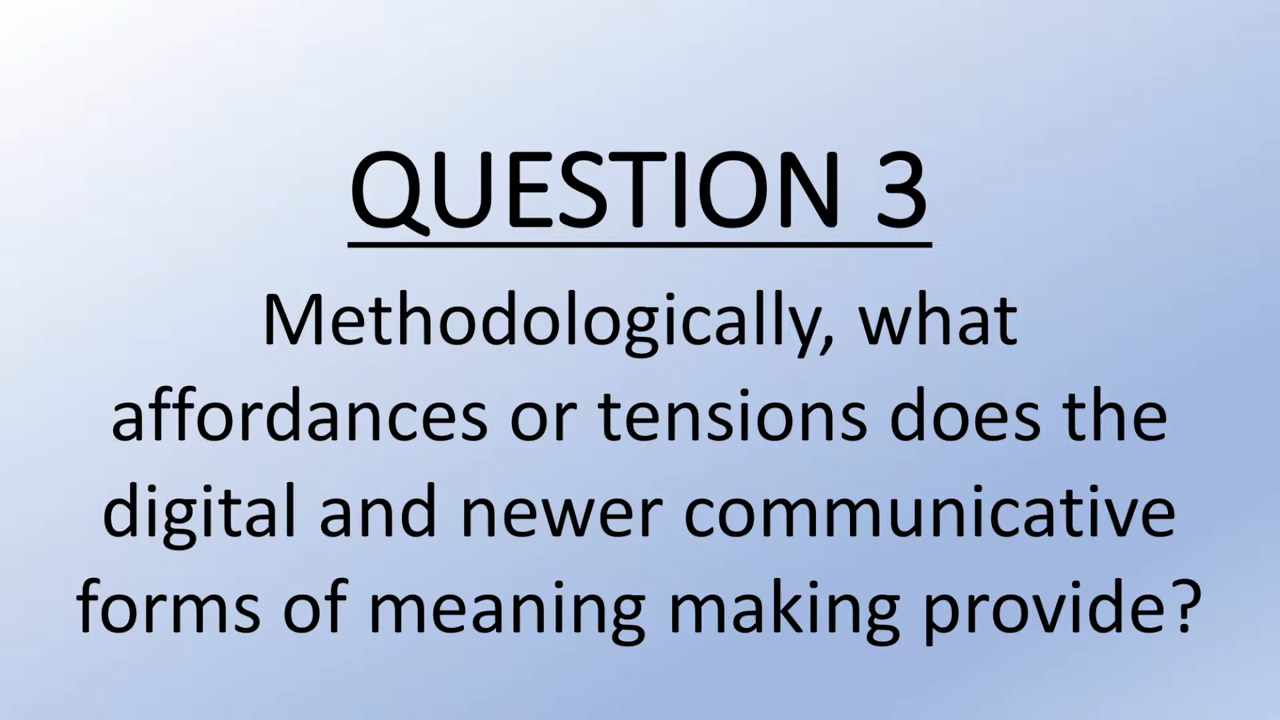 QUESTION 3
Methodologically, what
affordances or tensions does the
digital and newer communicative
forms of meaning making provide?